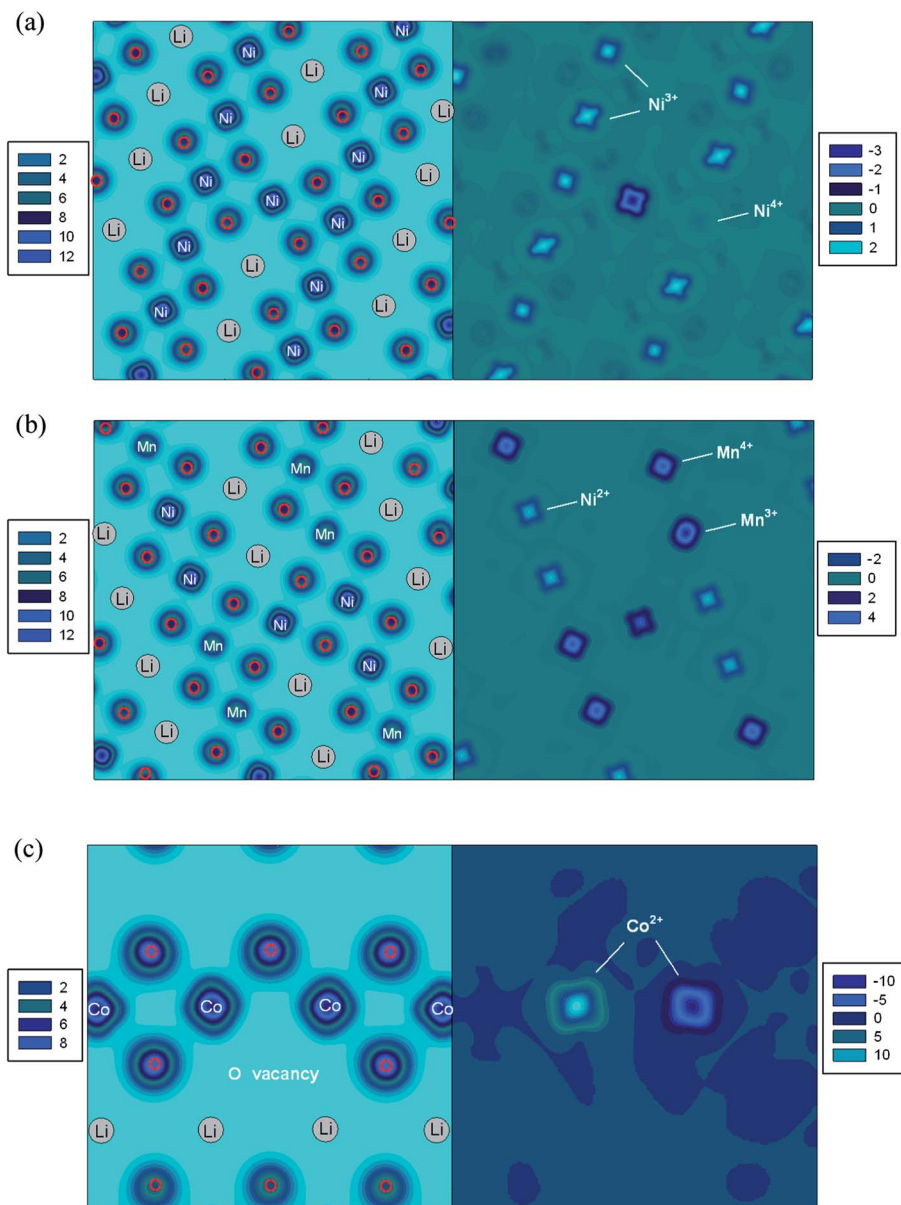 (a)
O Ni
Li
O Ni O
O Li O
Li O Ni
O Ni O Li
O Li O
Li O Ni
O Ni O Li
Ni O
Li O Ni O
Ni O Li
O Li O
O Ni O
Ni O Li
O Li O
O Ni O
O
2
4
6
8
10
12
Ni³⁺
Ni⁴⁺
-3
-2
-1
0
1
2
(b)
O O
Mn O Li
O Mn O
O Li O
Ni O Li
Li O Mn O
O Li O
Ni O Li
Li O Ni
O Ni O
O Mn O Li
Li O Ni
O Li O
O Mn O
Li O Mn
O Li O
O O
2
4
6
8
10
12
Mn⁴⁺
Ni²⁺
Mn³⁺
-2
0
2
4
(c)
O O O
Co Co Co Co
O O
O vacancy
Li Li Li Li
O O O
2
4
6
8
Co²⁺
-10
-5
0
5
10